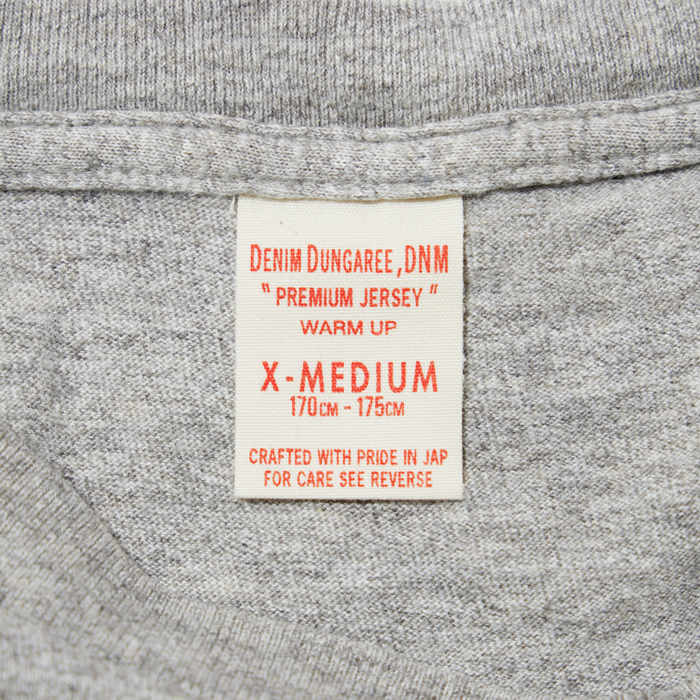 DENIM DUNGAREE, DNM
" PREMIUM JERSEY "
WARM UP
X-MEDIUM
170CM - 175CM
CRAFTED WITH PRIDE IN JAP
FOR CARE SEE REVERSE